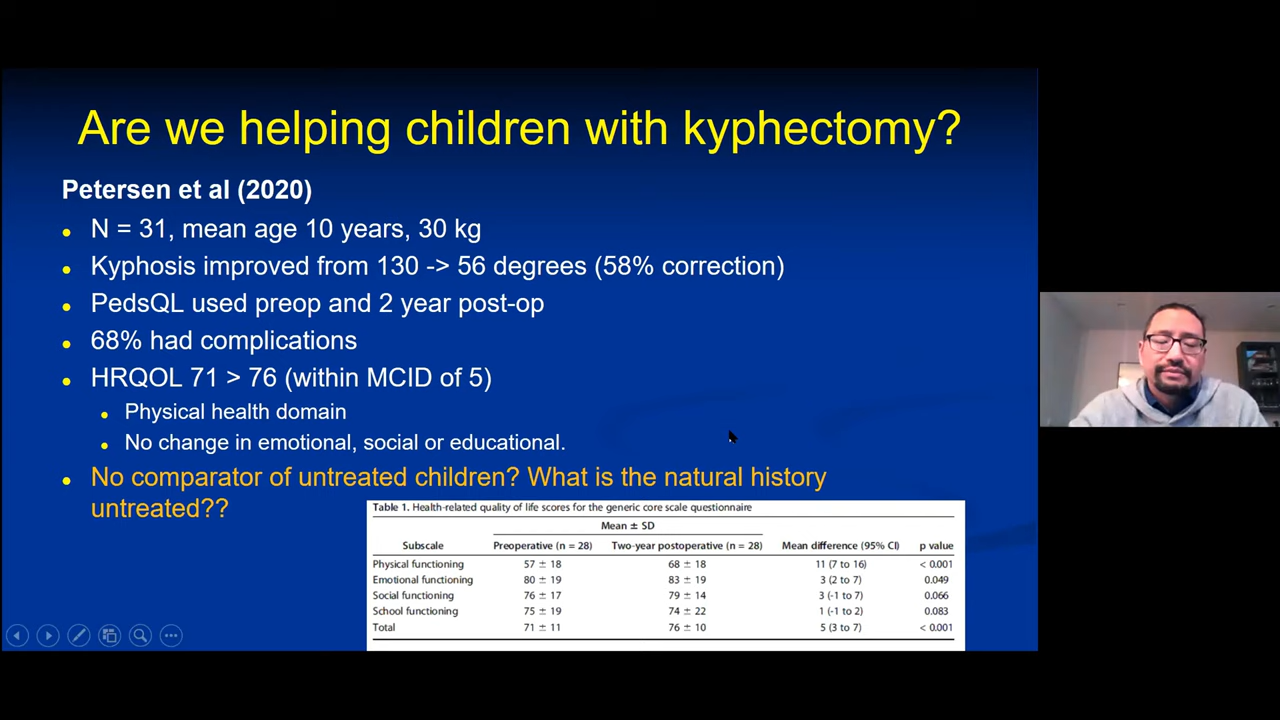 Are we helping children with kyphectomy?
Petersen et al (2020)
N = 31, mean age 10 years, 30 kg
Kyphosis improved from 130 -> 56 degrees (58% correction)
PedsQL used preop and 2 year post-op
68% had complications
HRQOL 71 > 76 (within MCID of 5)
Physical health domain
No change in emotional, social or educational.
No comparator of untreated children? What is the natural history
untreated??
Table 1. Health-related quality of life scores for the generic core scale questionnaire
Mean ± SD
Subscale Preoperative (n = 28) Two-year postoperative (n = 28) Mean difference (95% CI) p value
Physical functioning 57 ± 18 68 ± 18 11 (7 to 16) < 0.001
Emotional functioning 80 ± 19 83 ± 19 3 (2 to 7) 0.049
Social functioning 76 ± 17 79 ± 14 3 (-1 to 7) 0.066
School functioning 75 ± 19 74 ± 22 1 (-1 to 2) 0.083
Total 71 ± 11 76 ± 10 5 (3 to 7) < 0.001